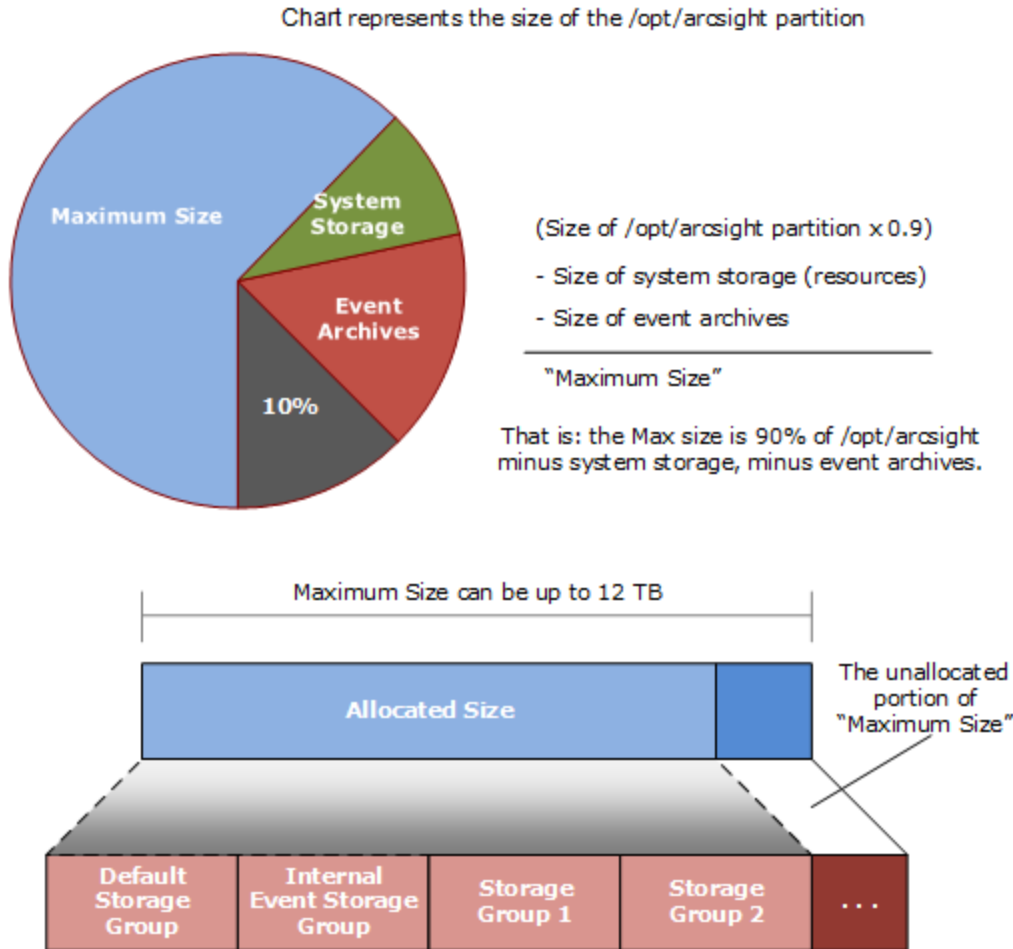 Chart represents the size of the /opt/arcsight partition
Maximum Size
System
Storage
Event
Archives
10%
(Size of /opt/arcsight partition x 0.9)
- Size of system storage (resources)
- Size of event archives
“Maximum Size”
That is: the Max size is 90% of /opt/arcsight
minus system storage, minus event archives.
Maximum Size can be up to 12 TB
Allocated Size
The unallocated
portion of
“Maximum Size”
Default
Storage
Group
Internal
Event Storage
Group
Storage
Group 1
Storage
Group 2
...